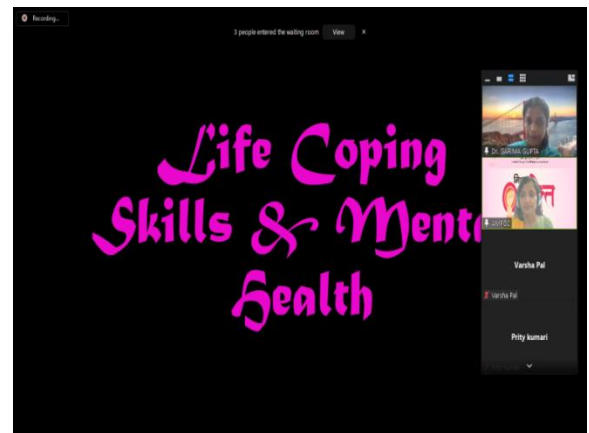 Recording...
3 people entered the waiting room View ×
Life Coping
Skills & Ment
Health
Dr. GARIMA GUPTA
Varsha Pal
Varsha Pal
Prity kumari